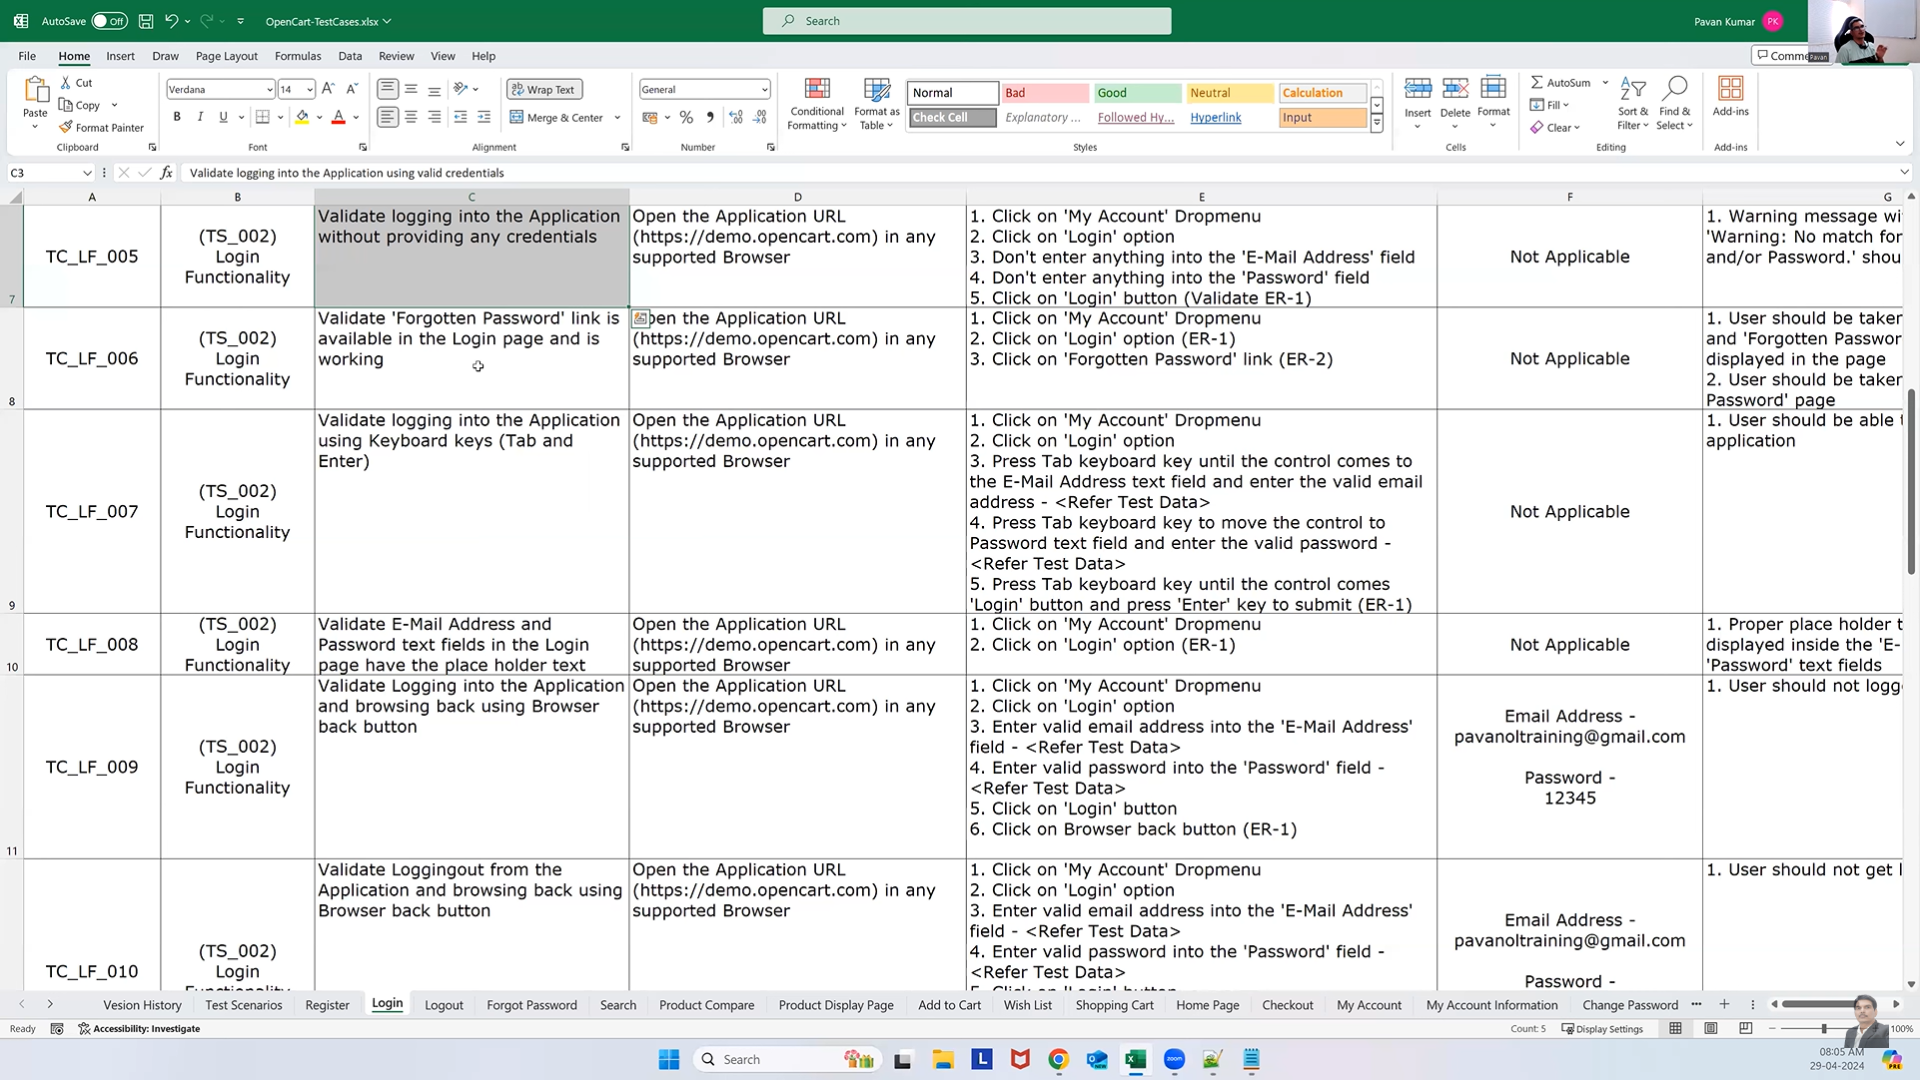 AutoSave Off OpenCart-TestCases.xlsx Search Pavan Kumar PK
Pavan
File Home Insert Draw Page Layout Formulas Data Review View Help
Cut Copy Format Painter Paste Clipboard
Verdana 14 A A B I U A Font
Wrap Text Merge & Center Alignment
General % Number
Conditional Formatting Format as Table
Normal Bad Good Neutral Calculation
Check Cell Explanatory ... Followed Hy... Hyperlink Input
Styles
Insert Delete Format Cells
AutoSum Fill Clear Sort & Filter Find & Select Editing
Add-ins Add-ins
C3 fx Validate logging into the Application using valid credentials
A B C D E F G
7
TC_LF_005
(TS_002)
Login
Functionality
Validate logging into the Application
without providing any credentials
Open the Application URL
(https://demo.opencart.com) in any
supported Browser
1. Click on 'My Account' Dropmenu
2. Click on 'Login' option
3. Don't enter anything into the 'E-Mail Address' field
4. Don't enter anything into the 'Password' field
5. Click on 'Login' button (Validate ER-1)
Not Applicable
1. Warning message wi
'Warning: No match for
and/or Password.' shou
8
TC_LF_006
(TS_002)
Login
Functionality
Validate 'Forgotten Password' link is
available in the Login page and is
working
pen the Application URL
(https://demo.opencart.com) in any
supported Browser
1. Click on 'My Account' Dropmenu
2. Click on 'Login' option (ER-1)
3. Click on 'Forgotten Password' link (ER-2)
Not Applicable
1. User should be taken
and 'Forgotten Passwor
displayed in the page
2. User should be taken
Password' page
9
TC_LF_007
(TS_002)
Login
Functionality
Validate logging into the Application
using Keyboard keys (Tab and
Enter)
Open the Application URL
(https://demo.opencart.com) in any
supported Browser
1. Click on 'My Account' Dropmenu
2. Click on 'Login' option
3. Press Tab keyboard key until the control comes to
the E-Mail Address text field and enter the valid email
address - <Refer Test Data>
4. Press Tab keyboard key to move the control to
Password text field and enter the valid password -
<Refer Test Data>
5. Press Tab keyboard key until the control comes
'Login' button and press 'Enter' key to submit (ER-1)
Not Applicable
1. User should be able t
application
10
TC_LF_008
(TS_002)
Login
Functionality
Validate E-Mail Address and
Password text fields in the Login
page have the place holder text
Open the Application URL
(https://demo.opencart.com) in any
supported Browser
1. Click on 'My Account' Dropmenu
2. Click on 'Login' option (ER-1)
Not Applicable
1. Proper place holder t
displayed inside the 'E-
'Password' text fields
11
TC_LF_009
(TS_002)
Login
Functionality
Validate Logging into the Application
and browsing back using Browser
back button
Open the Application URL
(https://demo.opencart.com) in any
supported Browser
1. Click on 'My Account' Dropmenu
2. Click on 'Login' option
3. Enter valid email address into the 'E-Mail Address'
field - <Refer Test Data>
4. Enter valid password into the 'Password' field -
<Refer Test Data>
5. Click on 'Login' button
6. Click on Browser back button (ER-1)
Email Address -
pavanoltraining@gmail.com
Password -
12345
1. User should not logg
TC_LF_010
(TS_002)
Login
Validate Loggingout from the
Application and browsing back using
Browser back button
Open the Application URL
(https://demo.opencart.com) in any
supported Browser
1. Click on 'My Account' Dropmenu
2. Click on 'Login' option
3. Enter valid email address into the 'E-Mail Address'
field - <Refer Test Data>
4. Enter valid password into the 'Password' field -
<Refer Test Data>
Email Address -
pavanoltraining@gmail.com
Password -
1. User should not get l
Vesion History Test Scenarios Register Login Logout Forgot Password Search Product Compare Product Display Page Add to Cart Wish List Shopping Cart Home Page Checkout My Account My Account Information Change Password
Ready Accessibility: Investigate Count: 5 Display Settings 100%
Search
08:05 AM
29-04-2024
PRE